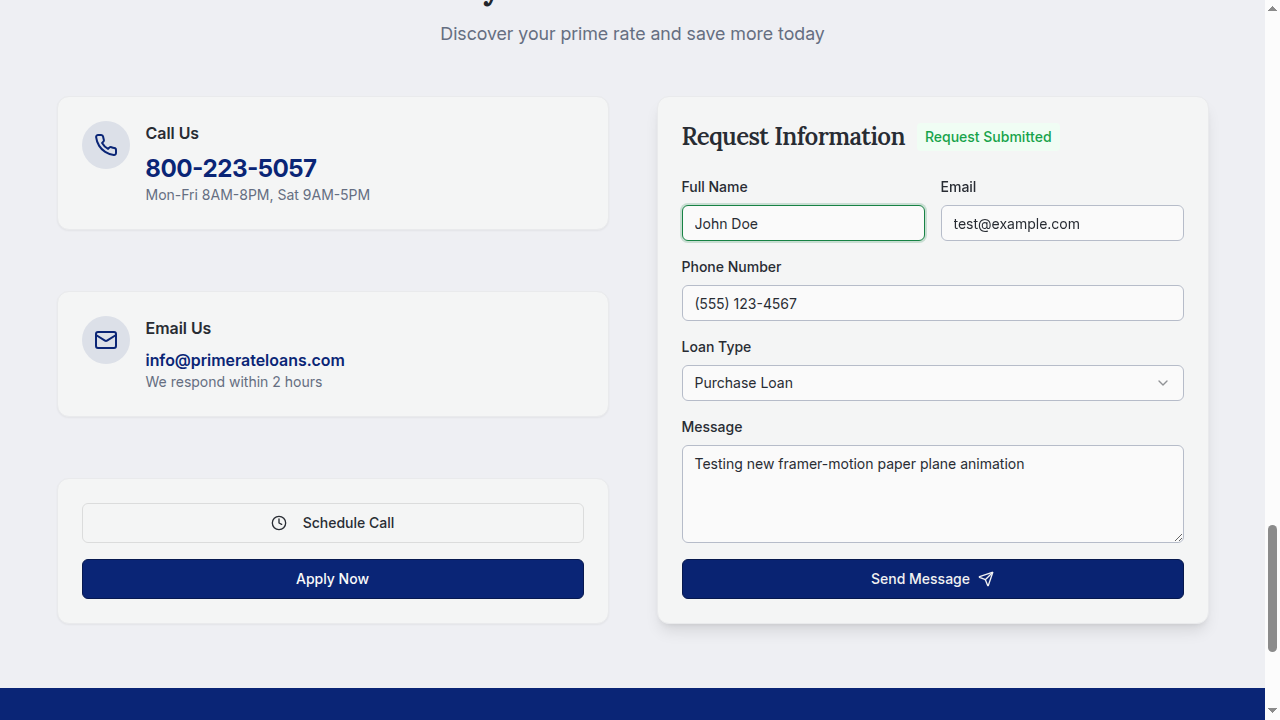 Discover your prime rate and save more today
Call Us
800-223-5057
Mon-Fri 8AM-8PM, Sat 9AM-5PM
Email Us
info@primerateloans.com
We respond within 2 hours
Schedule Call
Apply Now
Request Information
Request Submitted
Full Name
Email
John Doe
test@example.com
Phone Number
(555) 123-4567
Loan Type
Purchase Loan
Message
Testing new framer-motion paper plane animation
Send Message